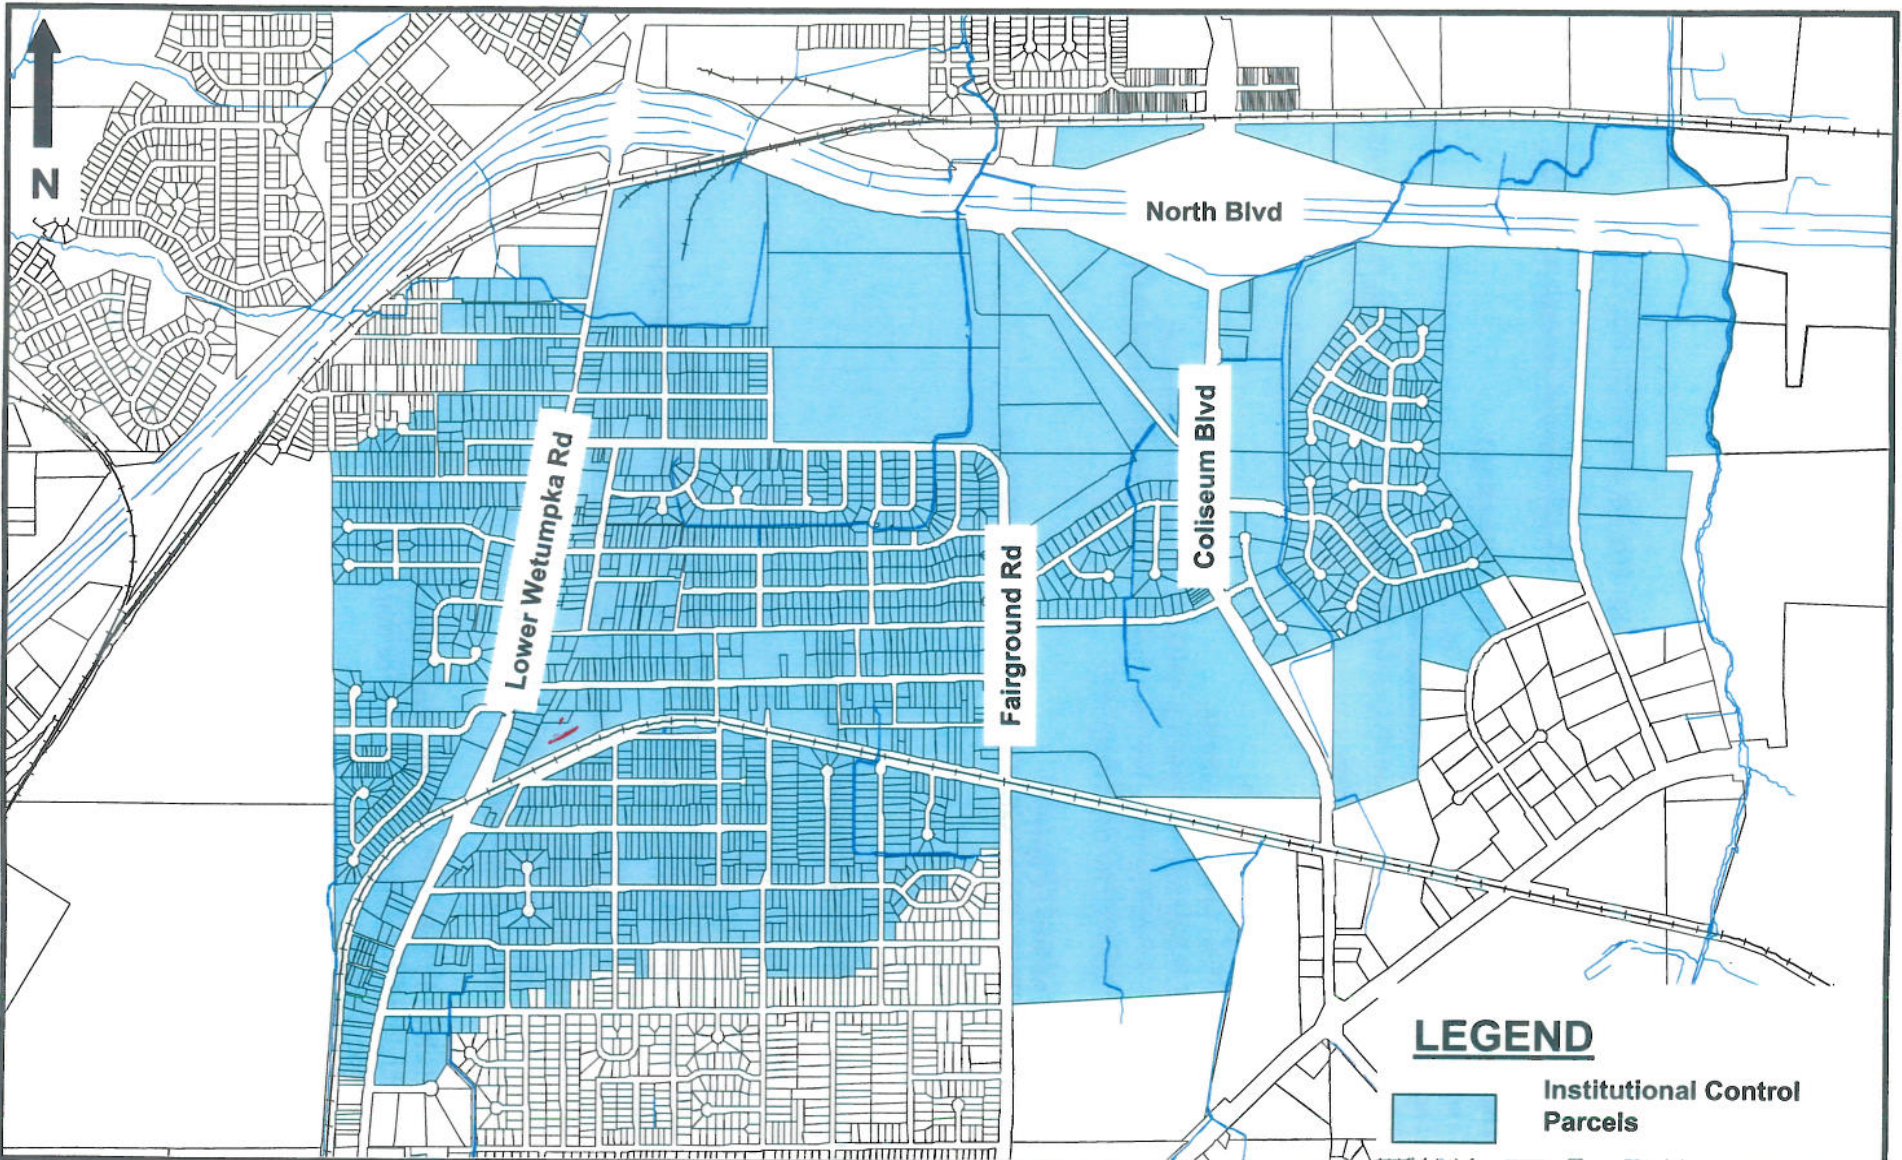 N
North Blvd
Coliseum Blvd
Lower Wetumpka Rd
Fairground Rd
LEGEND
Institutional Control
Parcels